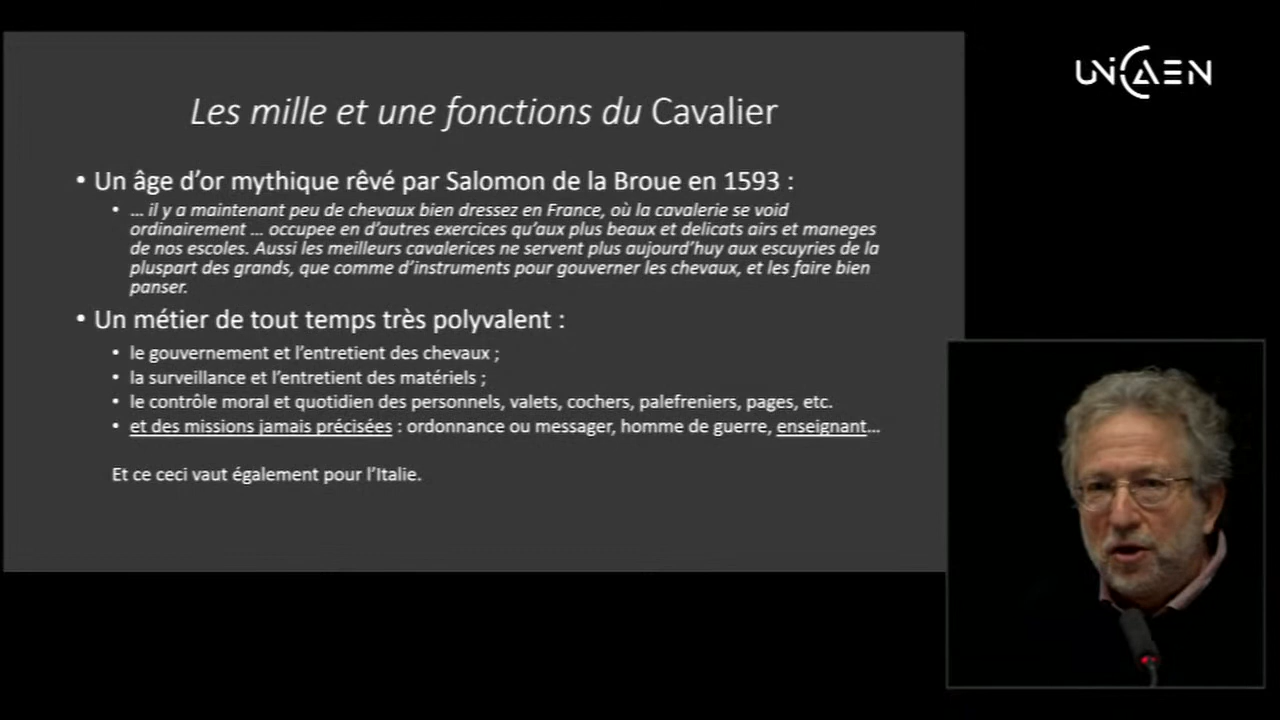 UNICAEN
Les mille et une fonctions du Cavalier
• Un âge d'or mythique rêvé par Salomon de la Broue en 1593 :
• ... il y a maintenant peu de chevaux bien dressez en France, où la cavalerie se void
ordinairement ... occupee en d'autres exercices qu'aux plus beaux et delicats airs et maneges
de nos escoles. Aussi les meilleurs cavalerices ne servent plus aujourd'huy aux escuyries de la
pluspart des grands, que comme d'instruments pour gouverner les chevaux, et les faire bien
panser.
• Un métier de tout temps très polyvalent :
• le gouvernement et l'entretient des chevaux ;
• la surveillance et l'entretient des matériels ;
• le contrôle moral et quotidien des personnels, valets, cochers, palefreniers, pages, etc.
• et des missions jamais précisées : ordonnance ou messager, homme de guerre, enseignant...
Et ce ceci vaut également pour l'Italie.